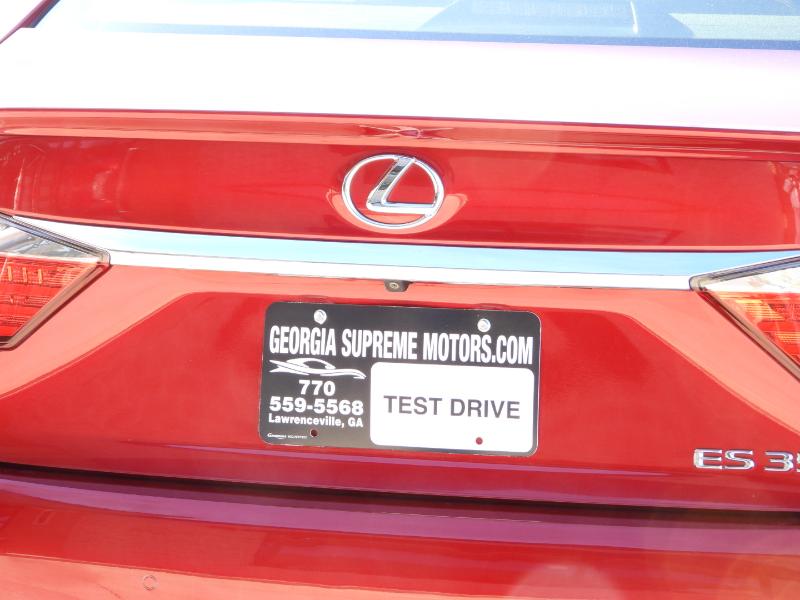 GEORGIA SUPREME MOTORS.COM
770
559-5568
Lawrenceville, GA
TEST DRIVE
ES 35